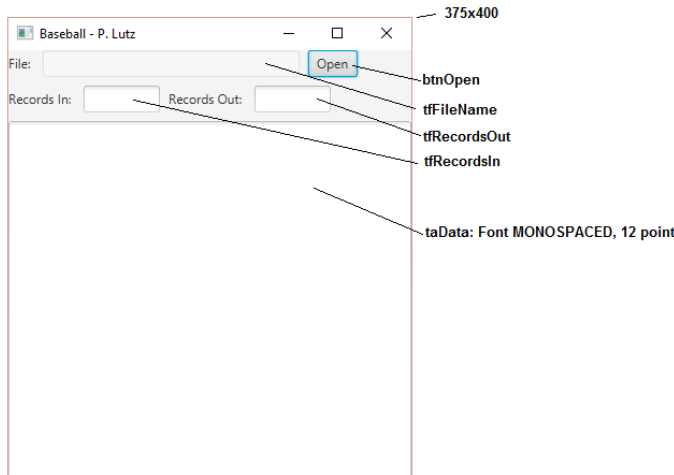 375x400
Baseball - P. Lutz
File:
Open
btnOpen
Records In:
Records Out:
tfFileName
tfRecordsOut
tfRecordsIn
taData: Font MONOSPACED, 12 point